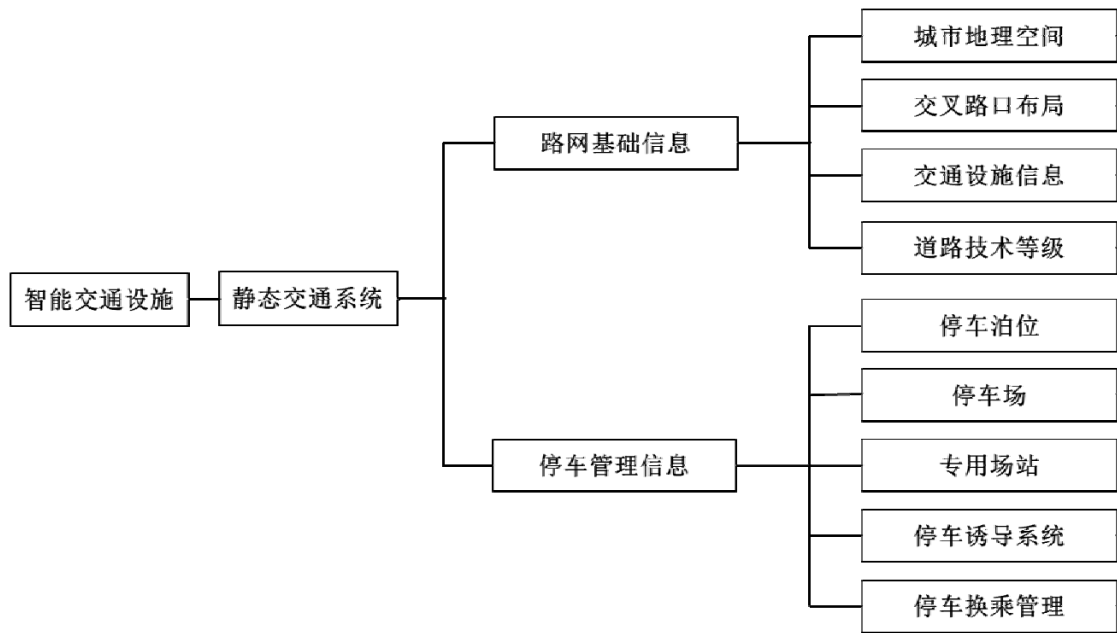 智能交通设施
静态交通系统
路网基础信息
城市地理空间
交叉路口布局
交通设施信息
道路技术等级
停车管理信息
停车泊位
停车场
专用场站
停车诱导系统
停车换乘管理